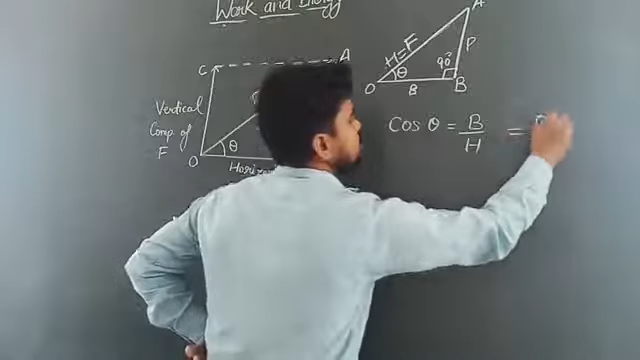 Work and Energy
C
A
Vertical
Comp. of
F
O
θ
A
H=F
P
θ
90°
O
B
B
Cos θ = B/H =